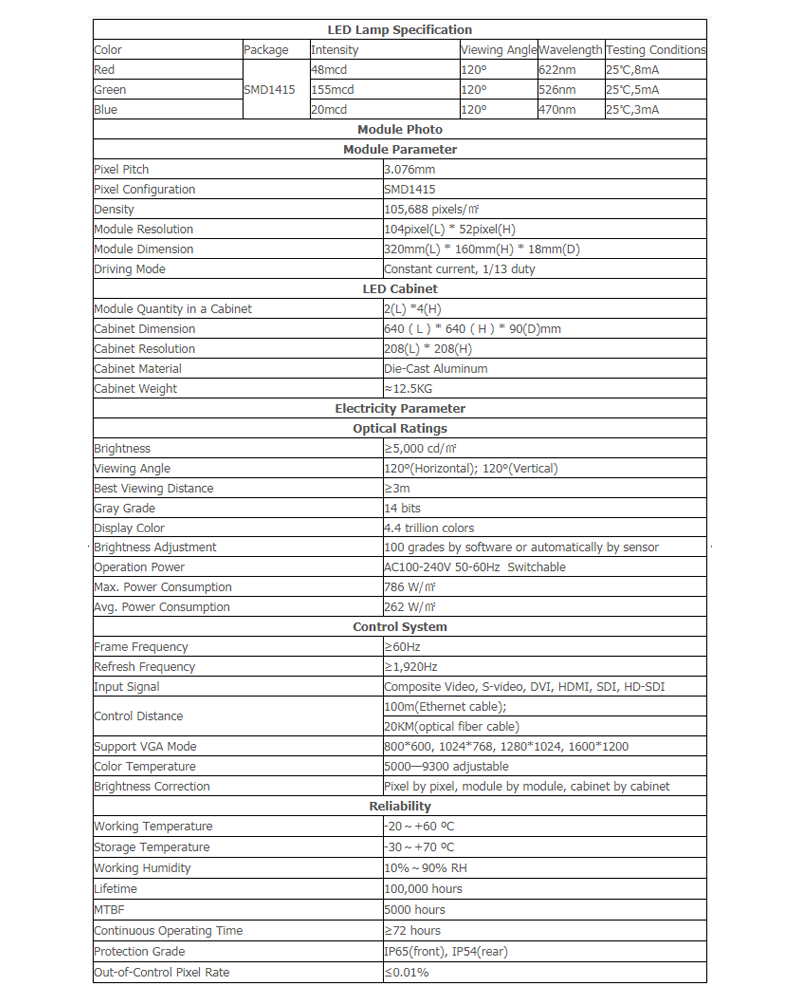 LED Lamp Specification
Color Package Intensity Viewing Angle Wavelength Testing Conditions
Red SMD1415 48mcd 120º 622nm 25℃,8mA
Green 155mcd 120º 526nm 25℃,5mA
Blue 20mcd 120º 470nm 25℃,3mA
Module Photo
Module Parameter
Pixel Pitch 3.076mm
Pixel Configuration SMD1415
Density 105,688 pixels/㎡
Module Resolution 104pixel(L) * 52pixel(H)
Module Dimension 320mm(L) * 160mm(H) * 18mm(D)
Driving Mode Constant current, 1/13 duty
LED Cabinet
Module Quantity in a Cabinet 2(L) *4(H)
Cabinet Dimension 640（L）* 640（H）* 90(D)mm
Cabinet Resolution 208(L) * 208(H)
Cabinet Material Die-Cast Aluminum
Cabinet Weight ≈12.5KG
Electricity Parameter
Optical Ratings
Brightness ≥5,000 cd/㎡
Viewing Angle 120º(Horizontal); 120º(Vertical)
Best Viewing Distance ≥3m
Gray Grade 14 bits
Display Color 4.4 trillion colors
Brightness Adjustment 100 grades by software or automatically by sensor
Operation Power AC100-240V 50-60Hz Switchable
Max. Power Consumption 786 W/㎡
Avg. Power Consumption 262 W/㎡
Control System
Frame Frequency ≥60Hz
Refresh Frequency ≥1,920Hz
Input Signal Composite Video, S-video, DVI, HDMI, SDI, HD-SDI
Control Distance 100m(Ethernet cable);
20KM(optical fiber cable)
Support VGA Mode 800*600, 1024*768, 1280*1024, 1600*1200
Color Temperature 5000—9300 adjustable
Brightness Correction Pixel by pixel, module by module, cabinet by cabinet
Reliability
Working Temperature -20～+60 ºC
Storage Temperature -30～+70 ºC
Working Humidity 10%～90% RH
Lifetime 100,000 hours
MTBF 5000 hours
Continuous Operating Time ≥72 hours
Protection Grade IP65(front), IP54(rear)
Out-of-Control Pixel Rate ≤0.01%